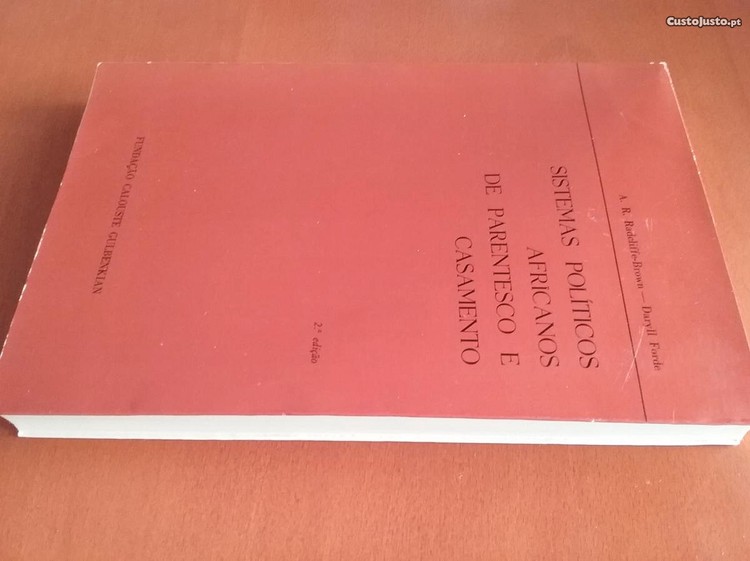 CustoJusto.pt
A. R. Radcliffe-Brown — Daryll Forde
SISTEMAS POLÍTICOS
AFRICANOS
DE PARENTESCO E
CASAMENTO
2.ª edição
FUNDAÇÃO CALOUSTE GULBENKIAN